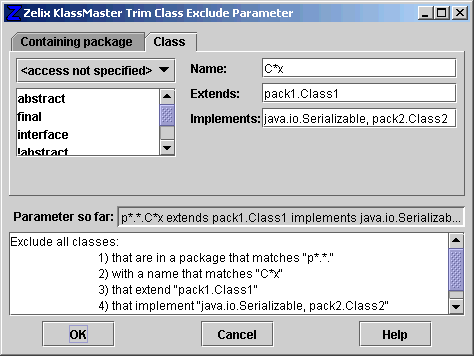 Zelix KlassMaster Trim Class Exclude Parameter
Containing package
Class
<access not specified>
abstract
final
interface
!abstract
Name:
C*x
Extends:
pack1.Class1
Implements:
java.io.Serializable, pack2.Class2
Parameter so far:
p*.*.C*x extends pack1.Class1 implements java.io.Serializab...
Exclude all classes:
1) that are in a package that matches "p*.*."
2) with a name that matches "C*x"
3) that extend "pack1.Class1"
4) that implement "java.io.Serializable, pack2.Class2"
OK
Cancel
Help